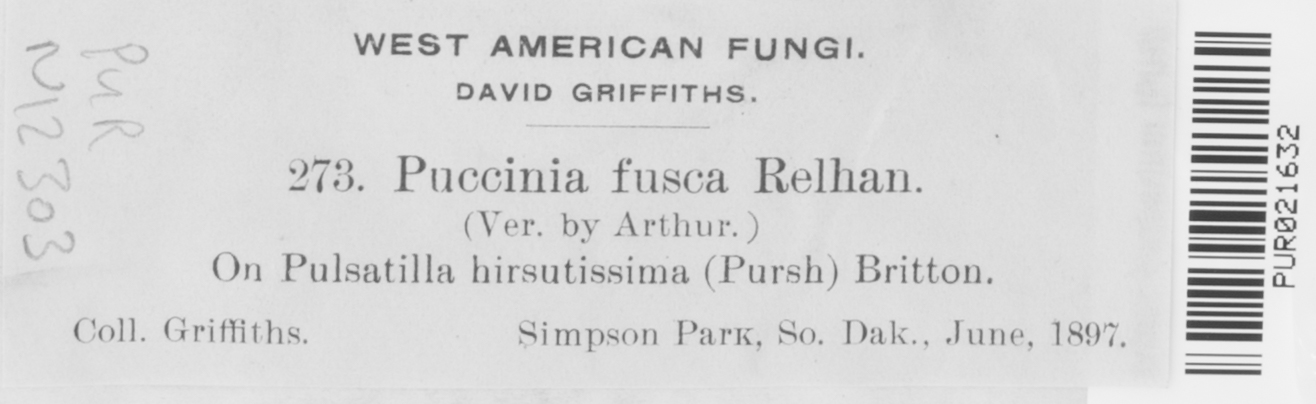 WEST AMERICAN FUNGI.
DAVID GRIFFITHS.
273. Puccinia fusca Relhan.
(Ver. by Arthur.)
On Pulsatilla hirsutissima (Pursh) Britton.
Coll. Griffiths. Simpson Park, So. Dak., June, 1897.
PUR
N12303
PUR021632